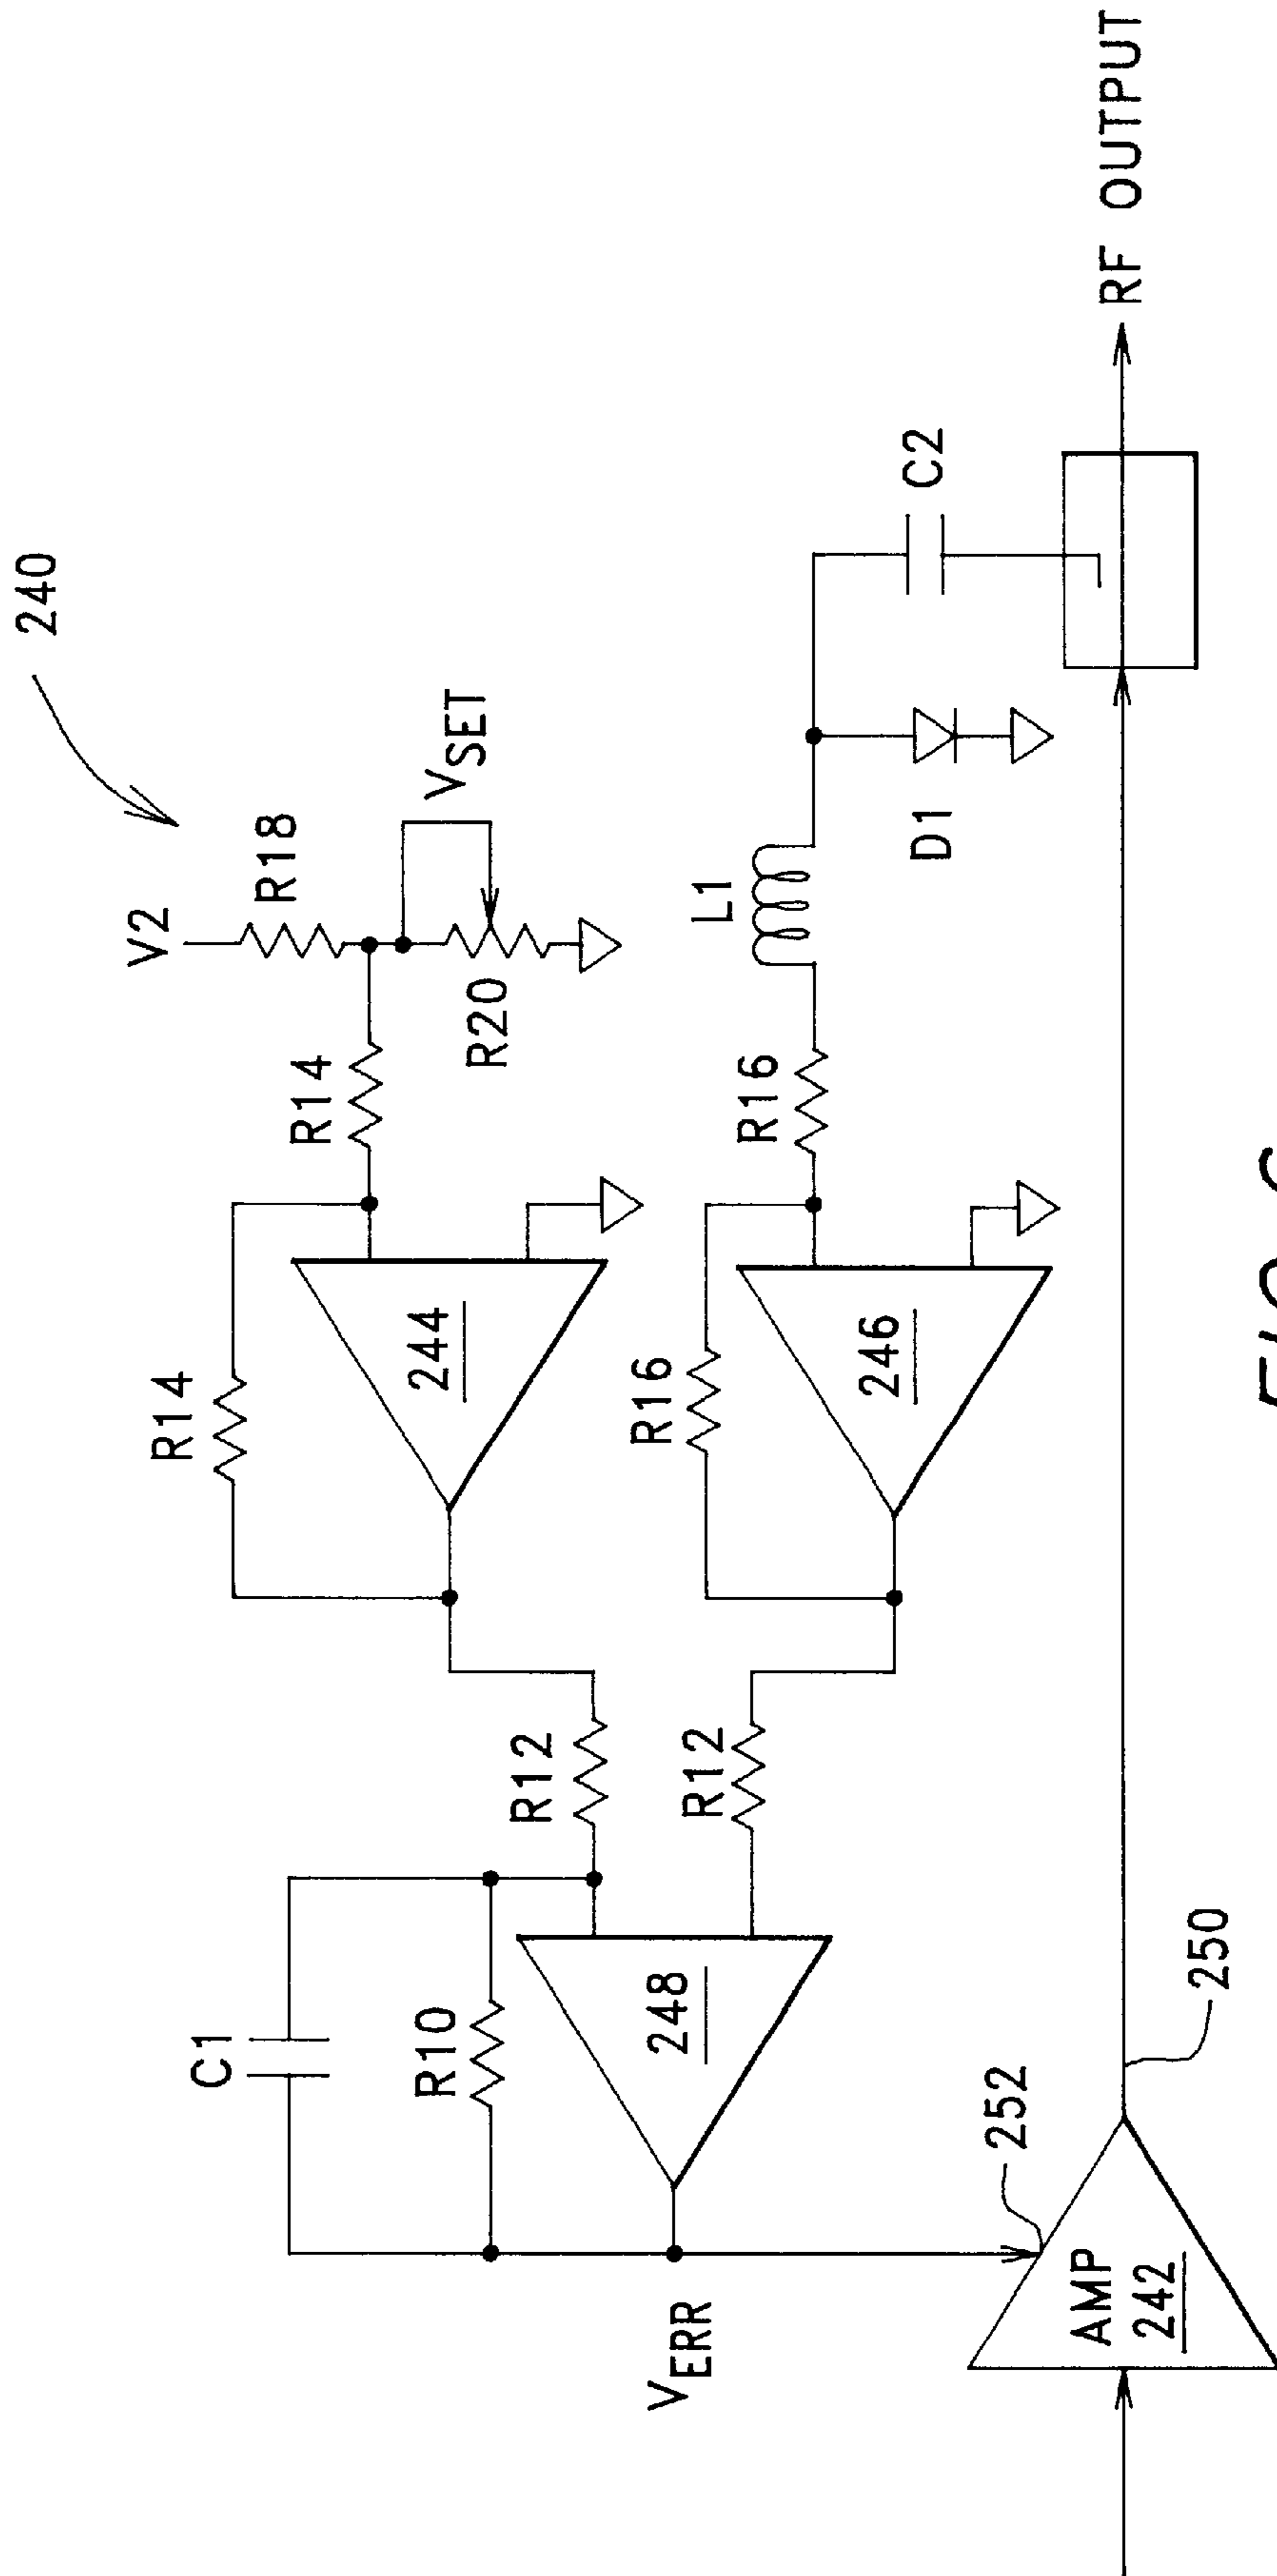 240
V2
R18
VSET
R14
R14
R20
244
C1
R10
R12
248
R12
VERR
R16
R16
L1
246
D1
C2
252
AMP
242
250
RF OUTPUT